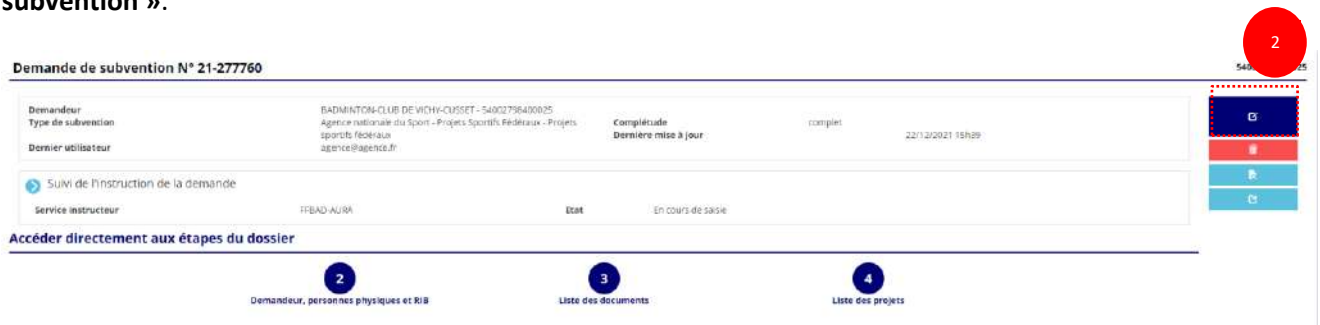 subvention ».
2
Demande de subvention N° 21-277760
Demandeur BADMINTON-CLUB DE VICHY-CUSSET - 54002798400025
Type de subvention Agence nationale du Sport - Projets Sportifs Fédéraux - Projets sportifs fédéraux Complétude complet
Dernière mise à jour 22/12/2021 15h39
Dernier utilisateur agence@agence.fr
Suivi de l'instruction de la demande
Service instructeur FFBAD-AURA Etat En cours de saisie
Accéder directement aux étapes du dossier
2 3 4
Demandeur, personnes physiques et RIB Liste des documents Liste des projets